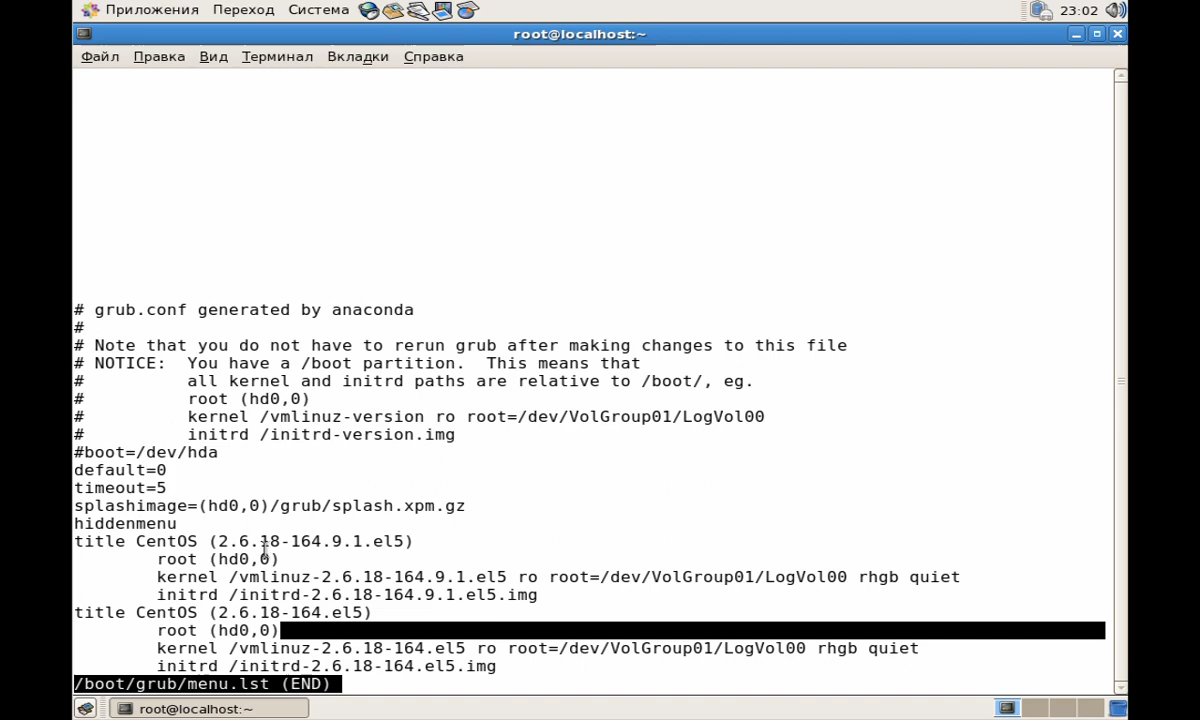 Приложения Переход Система 23:02
root@localhost:~
Файл Правка Вид Терминал Вкладки Справка
# grub.conf generated by anaconda
#
# Note that you do not have to rerun grub after making changes to this file
# NOTICE:  You have a /boot partition.  This means that
#          all kernel and initrd paths are relative to /boot/, eg.
#          root (hd0,0)
#          kernel /vmlinuz-version ro root=/dev/VolGroup01/LogVol00
#          initrd /initrd-version.img
#boot=/dev/hda
default=0
timeout=5
splashimage=(hd0,0)/grub/splash.xpm.gz
hiddenmenu
title CentOS (2.6.18-164.9.1.el5)
        root (hd0,0)
        kernel /vmlinuz-2.6.18-164.9.1.el5 ro root=/dev/VolGroup01/LogVol00 rhgb quiet
        initrd /initrd-2.6.18-164.9.1.el5.img
title CentOS (2.6.18-164.el5)
        root (hd0,0)
        kernel /vmlinuz-2.6.18-164.el5 ro root=/dev/VolGroup01/LogVol00 rhgb quiet
        initrd /initrd-2.6.18-164.el5.img
/boot/grub/menu.lst (END)
root@localhost:~